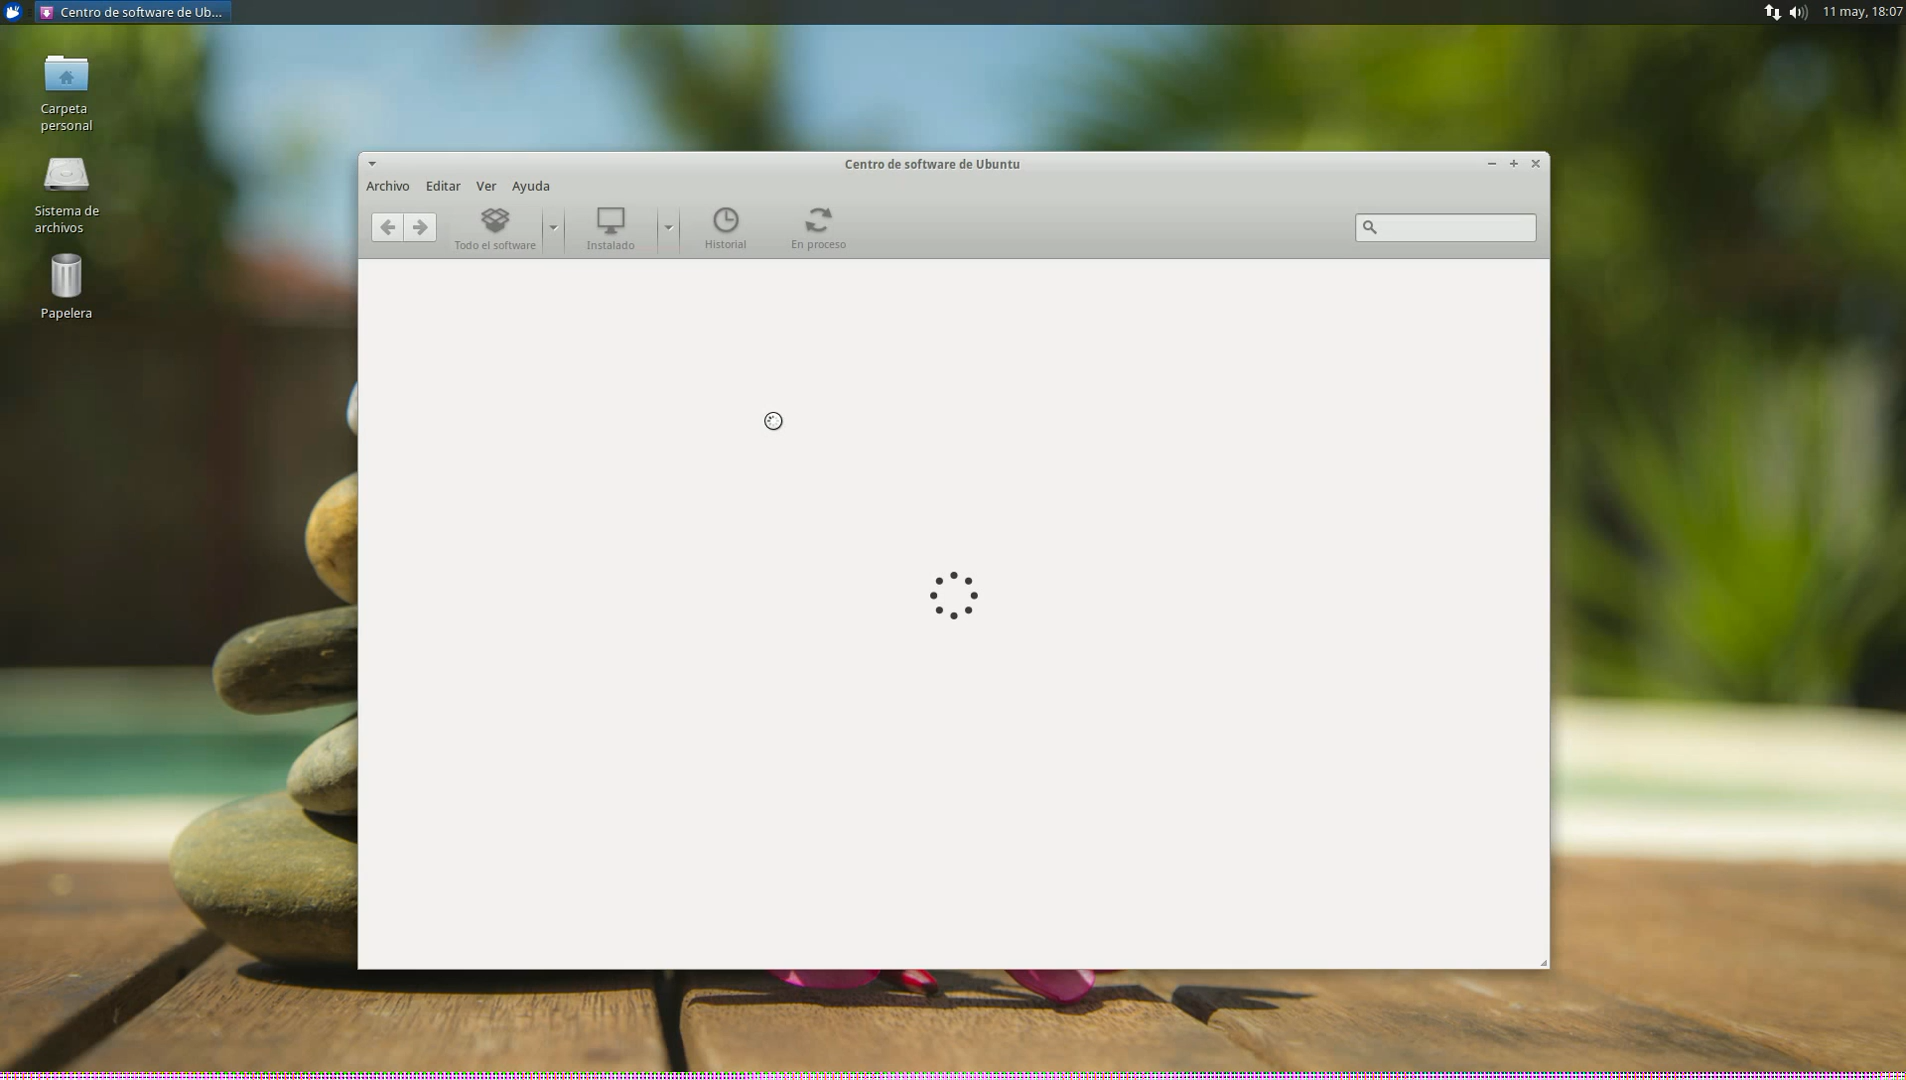 Centro de software de Ub...
11 may, 18:07
Carpeta
personal
Sistema de
archivos
Papelera
Centro de software de Ubuntu
Archivo Editar Ver Ayuda
Todo el software Instalado Historial En proceso